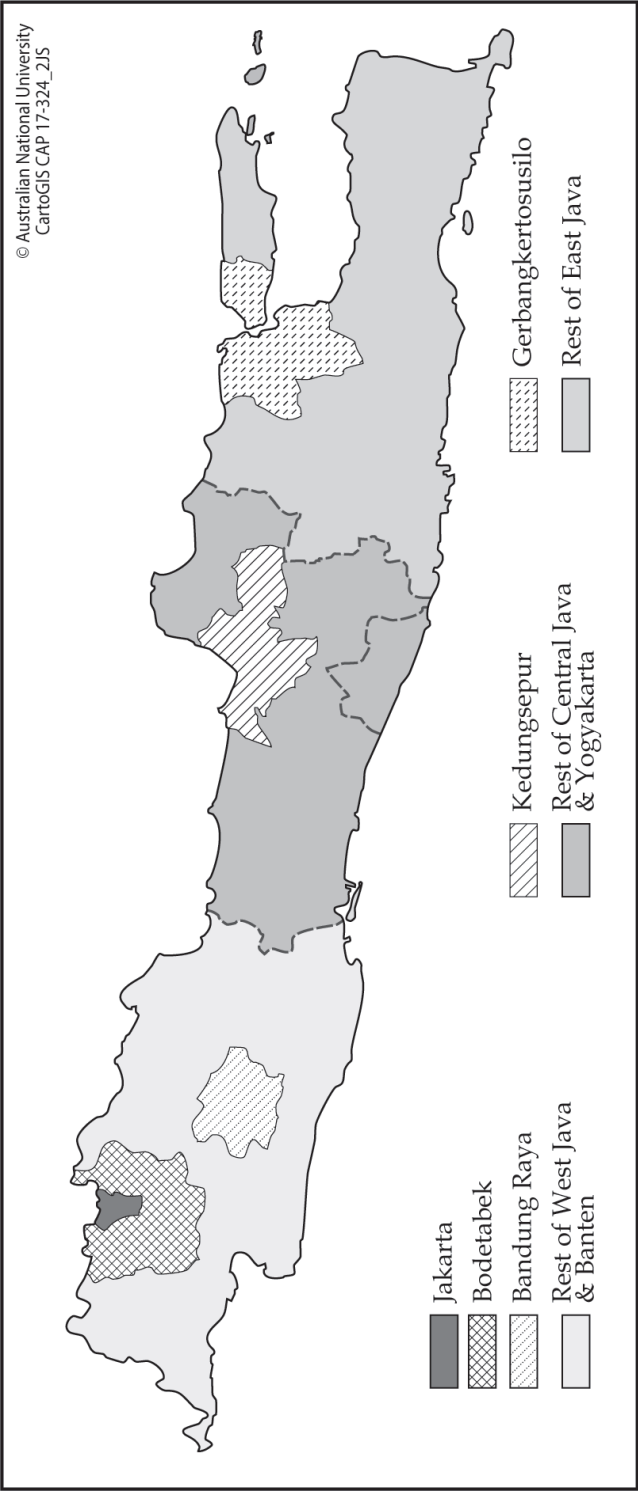 © Australian National University
CartoGIS CAP 17-324_2JS
Jakarta
Bodetabek
Bandung Raya
Rest of West Java
& Banten
Kedungsepur
Rest of Central Java
& Yogyakarta
Gerbangkertosusilo
Rest of East Java